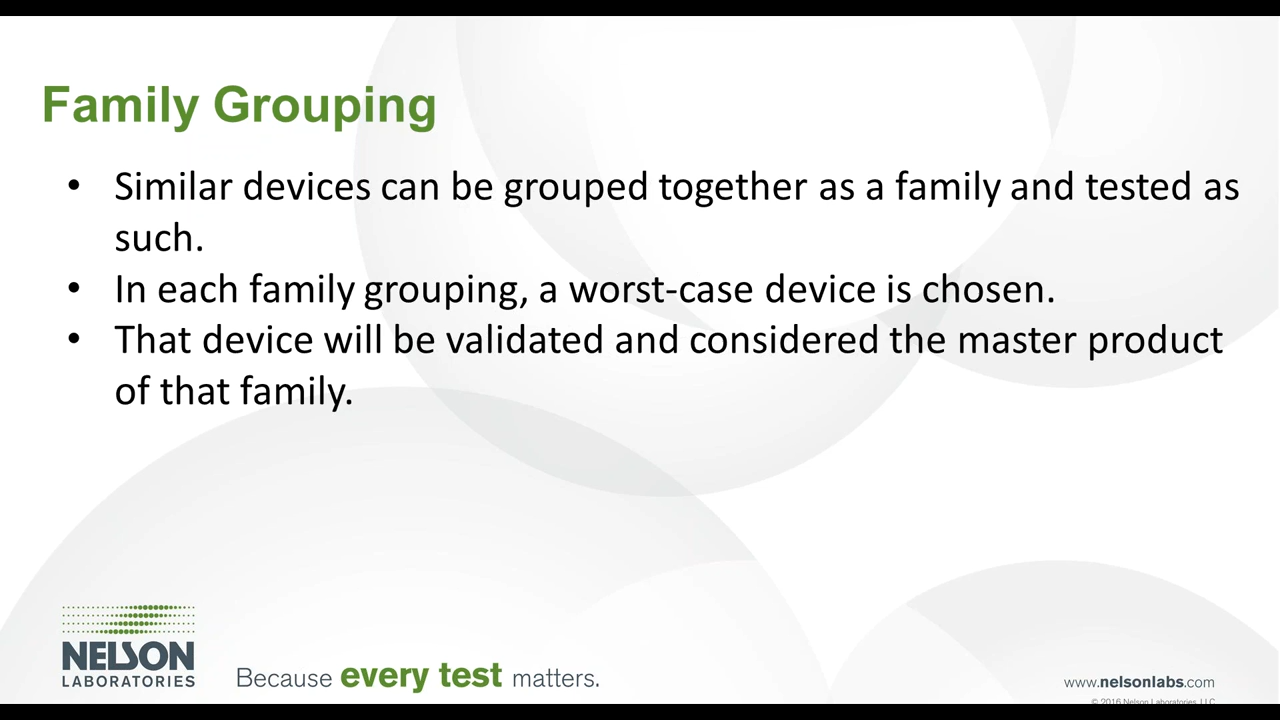 Family Grouping
• Similar devices can be grouped together as a family and tested as
such.
• In each family grouping, a worst-case device is chosen.
• That device will be validated and considered the master product
of that family.
NELSON
LABORATORIES
Because every test matters.
www.nelsonlabs.com
© 2016 Nelson Laboratories, LLC